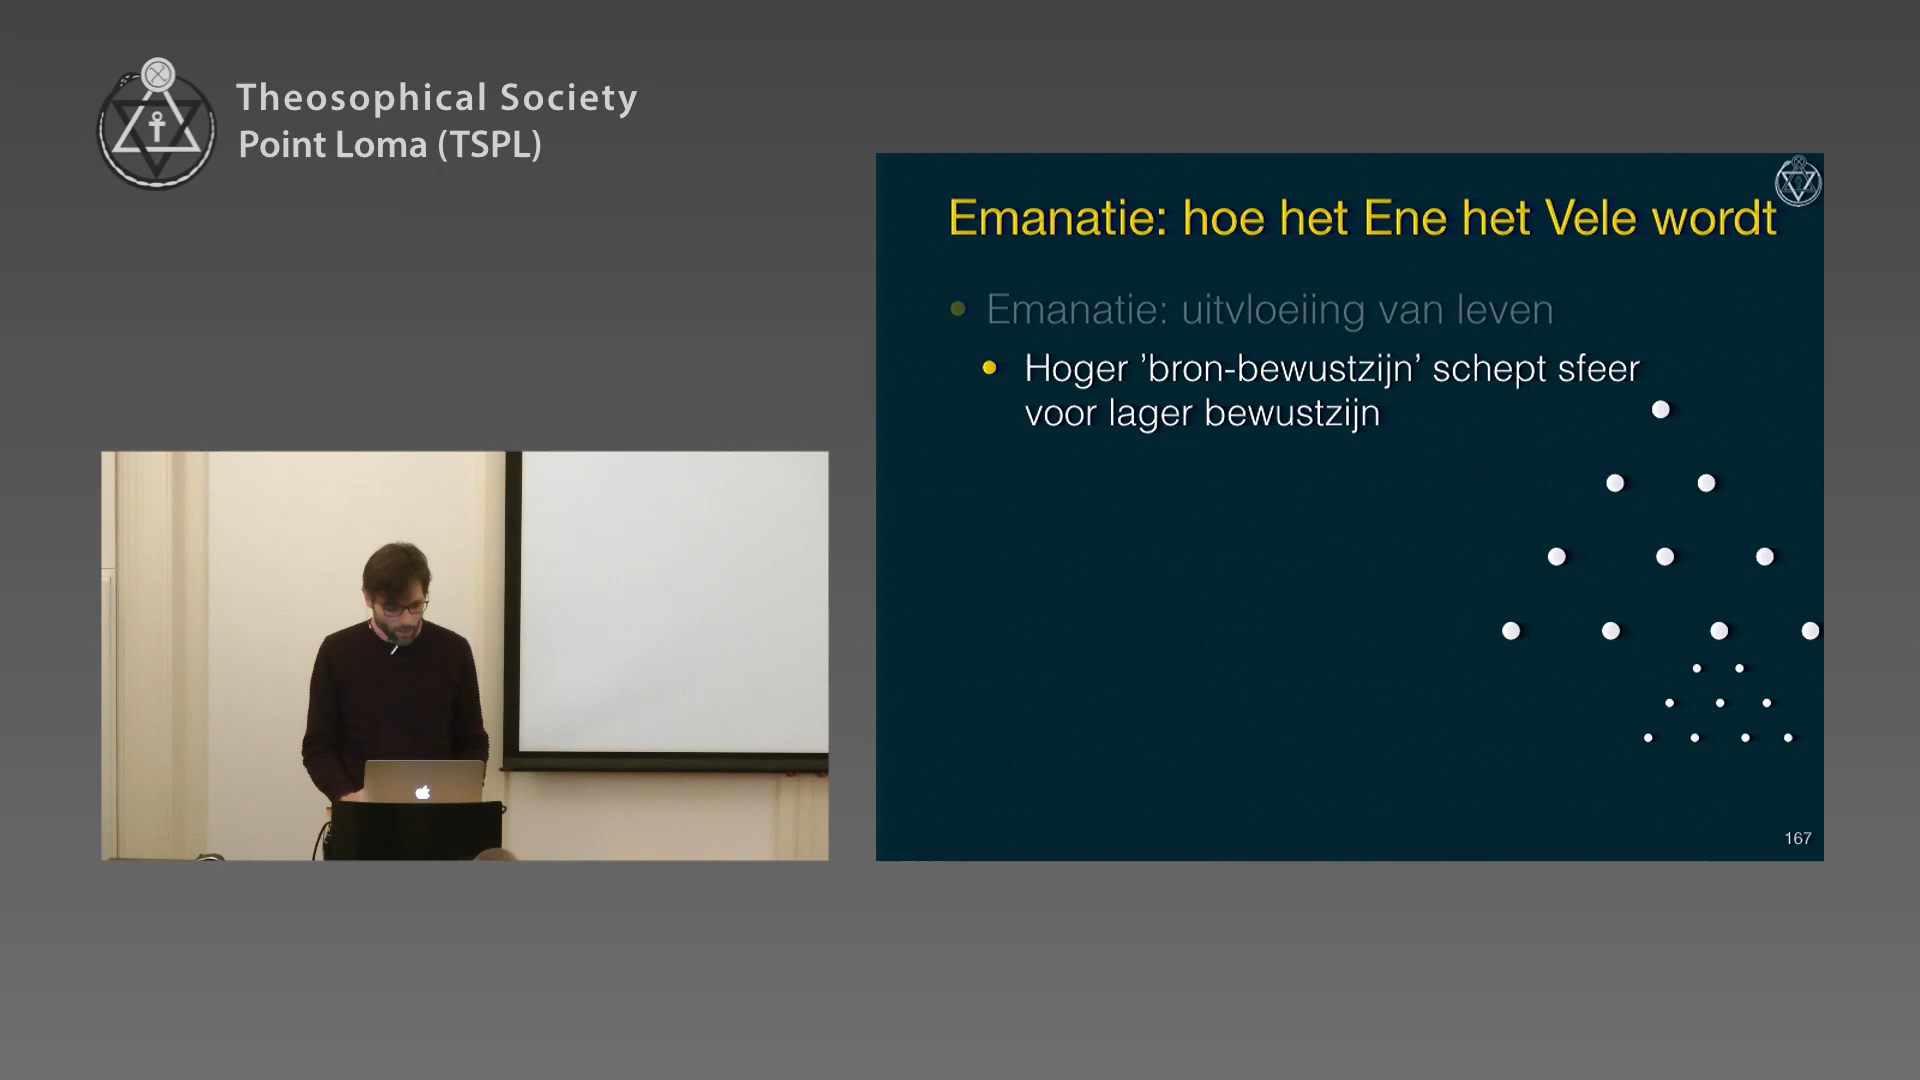 Theosophical Society
Point Loma (TSPL)
Emanatie: hoe het Ene het Vele wordt
Emanatie: uitvloeiing van leven
Hoger ’bron-bewustzijn’ schept sfeer
voor lager bewustzijn
167